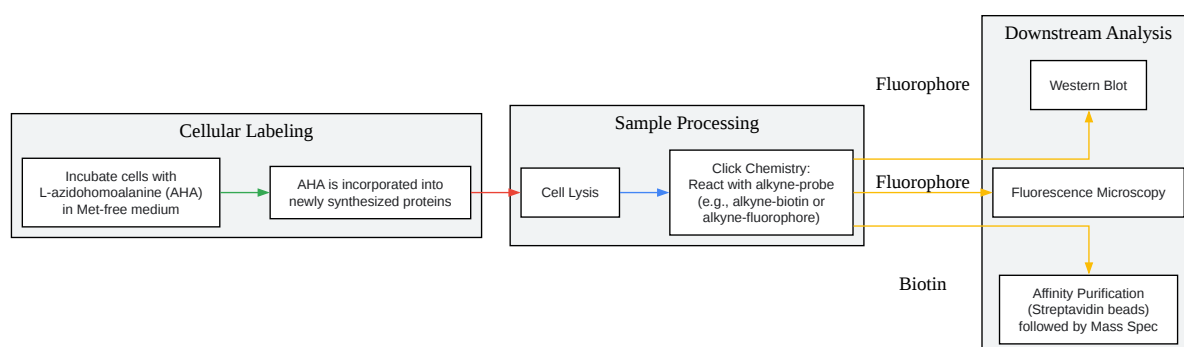 Cellular Labeling
Incubate cells with
L-azidohomoalanine (AHA)
in Met-free medium
AHA is incorporated into
newly synthesized proteins
Sample Processing
Cell Lysis
Click Chemistry:
React with alkyne-probe
(e.g., alkyne-biotin or
alkyne-fluorophore)
Fluorophore
Fluorophore
Biotin
Downstream Analysis
Western Blot
Fluorescence Microscopy
Affinity Purification
(Streptavidin beads)
followed by Mass Spec